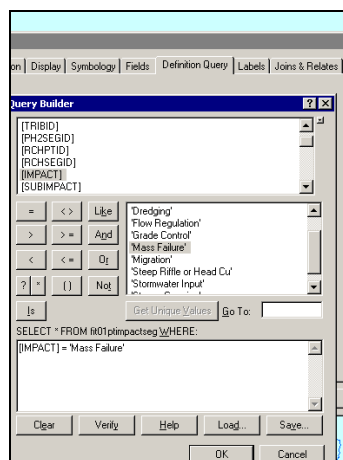 on Display Symbology Fields Definition Query Labels Joins & Relates
Query Builder
[TRIBID]
[PH2SEGID]
[RCHPTID]
[RCHSEGID]
[IMPACT]
[SUBIMPACT]
= <> Like
> >= And
< <= Or
? * () Not
Is
'Dredging'
'Flow Regulation'
'Grade Control'
'Mass Failure'
'Migration'
'Steep Riffle or Head Cu'
'Stormwater Input'
Get Unique Values Go To:
SELECT * FROM fit01ptimpactseg WHERE:
[IMPACT] = 'Mass Failure'
Clear Verify Help Load... Save...
OK Cancel